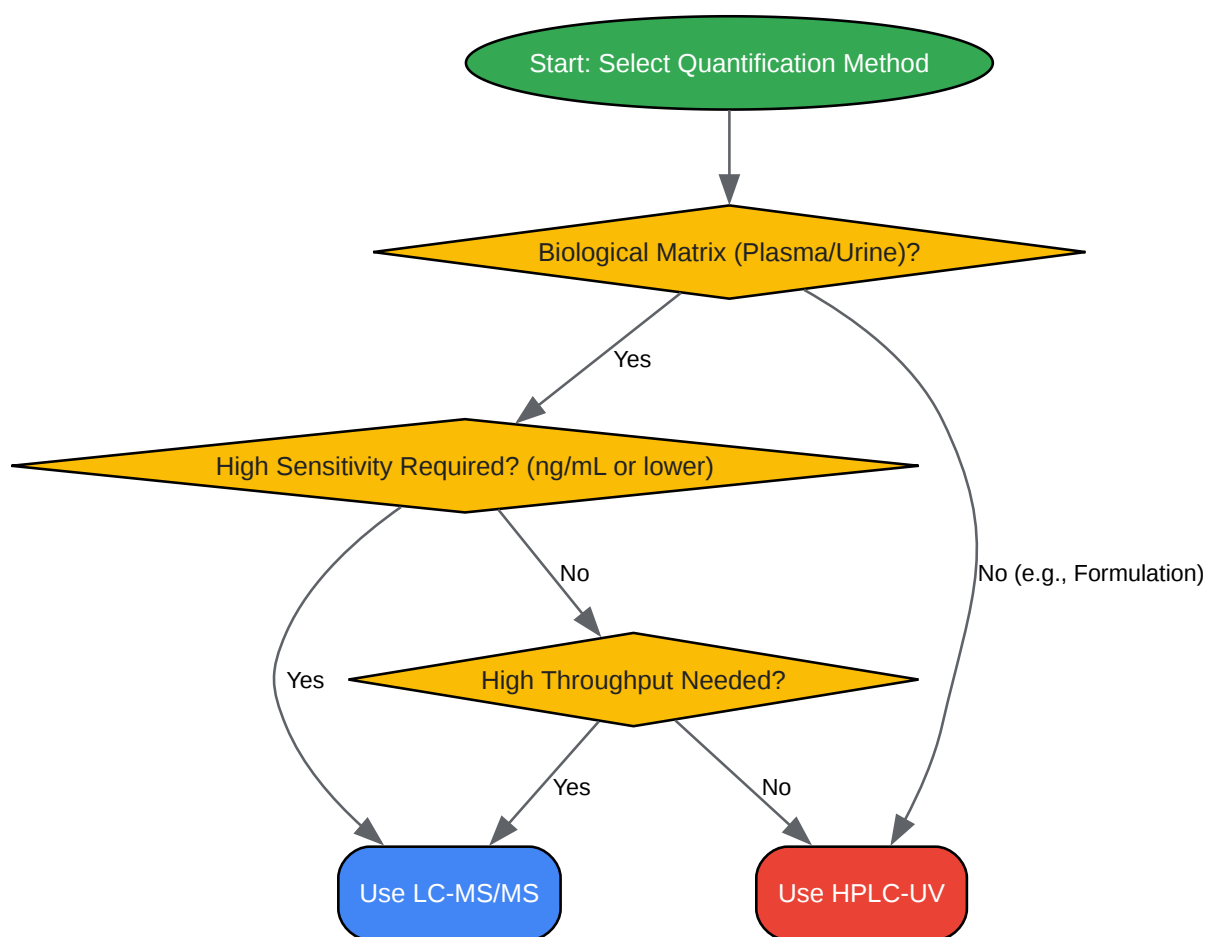 Start: Select Quantification Method
Biological Matrix (Plasma/Urine)?
Yes
High Sensitivity Required? (ng/mL or lower)
No
No (e.g., Formulation)
Yes
High Throughput Needed?
Yes
No
Use LC-MS/MS
Use HPLC-UV